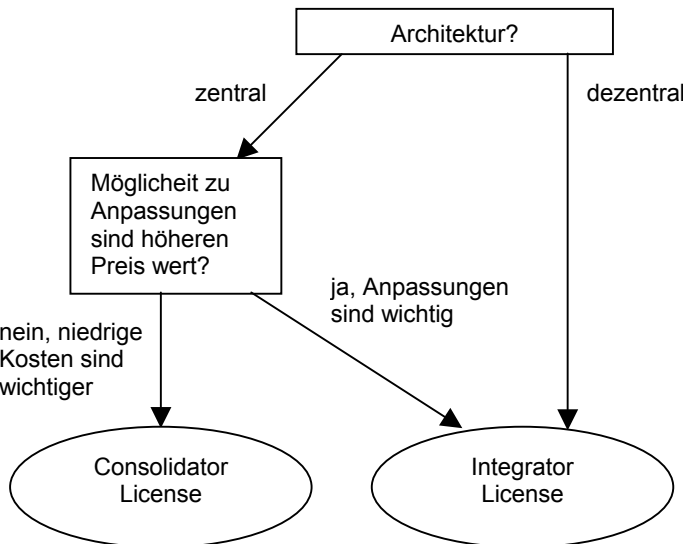 Architektur?
zentral
dezentral
Möglicheit zu
Anpassungen
sind höheren
Preis wert?
ja, Anpassungen
sind wichtig
nein, niedrige
Kosten sind
wichtiger
Consolidator
License
Integrator
License